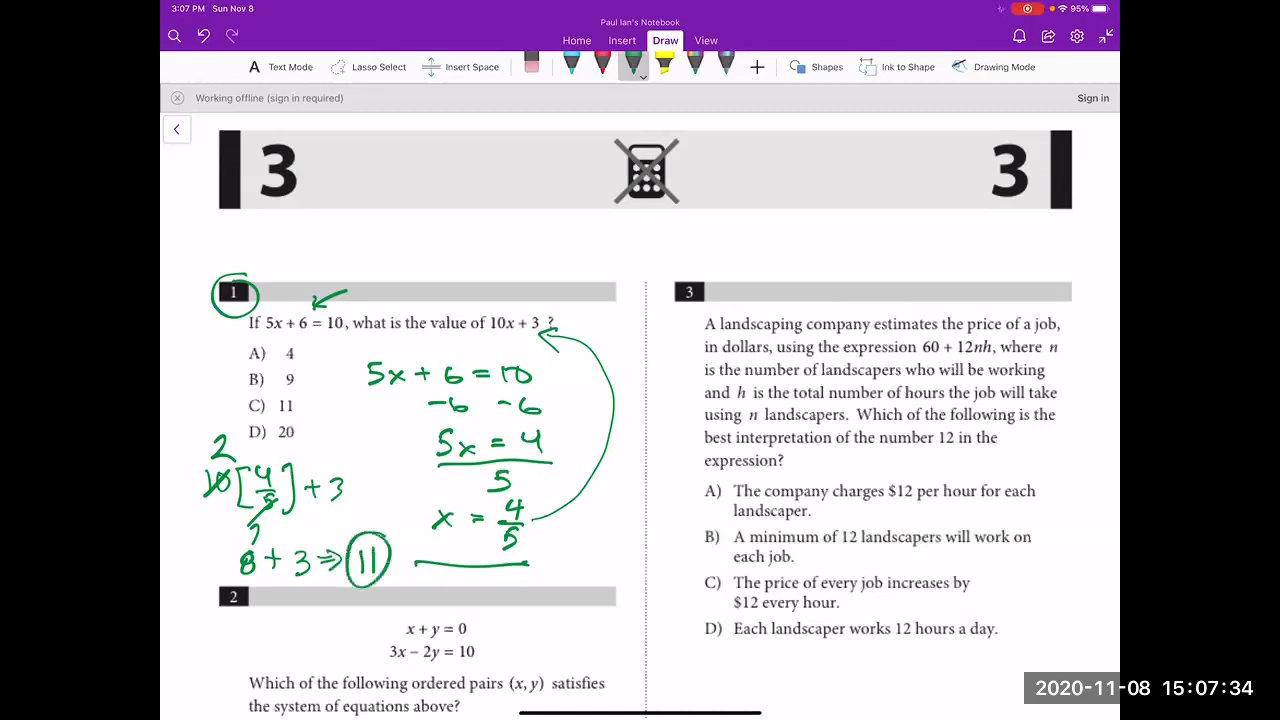 3:07 PM Sun Nov 8
95%
Paul Ian's Notebook
Home Insert Draw View
A Text Mode Lasso Select Insert Space Shapes Ink to Shape Drawing Mode
Working offline (sign in required)
Sign in
3 3
1
If 5x + 6 = 10, what is the value of 10x + 3 ?
A) 4
B) 9
C) 11
D) 20
5x + 6 = 10
-6 -6
5x = 4
5
x = 4/5
2
10[4/5] + 3
1
8 + 3 ⇒ 11
2
x + y = 0
3x − 2y = 10
Which of the following ordered pairs (x, y) satisfies
the system of equations above?
3
A landscaping company estimates the price of a job,
in dollars, using the expression 60 + 12nh, where n
is the number of landscapers who will be working
and h is the total number of hours the job will take
using n landscapers. Which of the following is the
best interpretation of the number 12 in the
expression?
A) The company charges $12 per hour for each
landscaper.
B) A minimum of 12 landscapers will work on
each job.
C) The price of every job increases by
$12 every hour.
D) Each landscaper works 12 hours a day.
2020-11-08 15:07:34